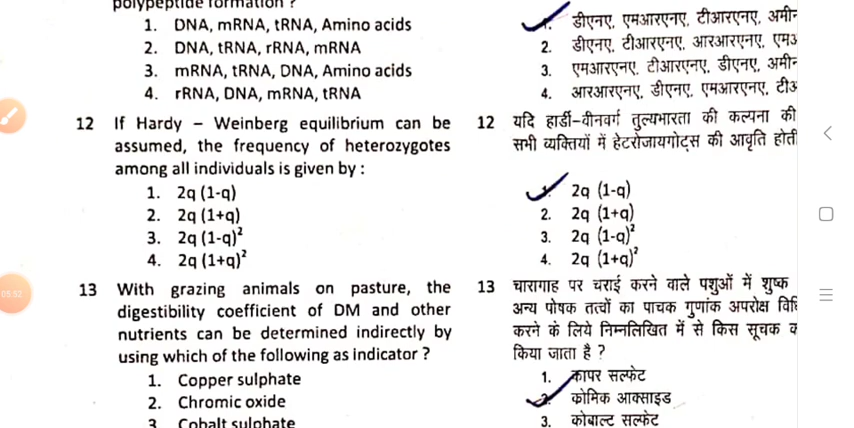 polypeptide formation ?
1. DNA, mRNA, tRNA, Amino acids
2. DNA, tRNA, rRNA, mRNA
3. mRNA, tRNA, DNA, Amino acids
4. rRNA, DNA, mRNA, tRNA
12 If Hardy – Weinberg equilibrium can be
assumed, the frequency of heterozygotes
among all individuals is given by :
1. 2q (1-q)
2. 2q (1+q)
3. 2q (1-q)²
4. 2q (1+q)²
13 With grazing animals on pasture, the
digestibility coefficient of DM and other
nutrients can be determined indirectly by
using which of the following as indicator ?
1. Copper sulphate
2. Chromic oxide
3. Cobalt sulphate
1. डीएनए, एमआरएनए, टीआरएनए,
2. डीएनए, टीआरएनए, आरआरएनए,
3. एमआरएनए, टीआरएनए, डीएनए,
4. आरआरएनए, डीएनए, एमआरएनए,
12 यदि हार्डी-वीनवर्ग तुल्यभारता की कल्पना की
सभी व्यक्तियों में हेटरोजायगोट्स की आवृति होती
1. 2q (1-q)
2. 2q (1+q)
3. 2q (1-q)²
4. 2q (1+q)²
13 चारागाह पर चराई करने वाले पशुओं में शुष्क
अन्य पोषक तत्वों का पाचक गुणांक अपरोक्ष
करने के लिये निम्नलिखित में से किस सूचक
किया जाता है ?
1. कापर सल्फेट
2. क्रोमिक आक्साइड
3. कोबाल्ट सल्फेट
05:52